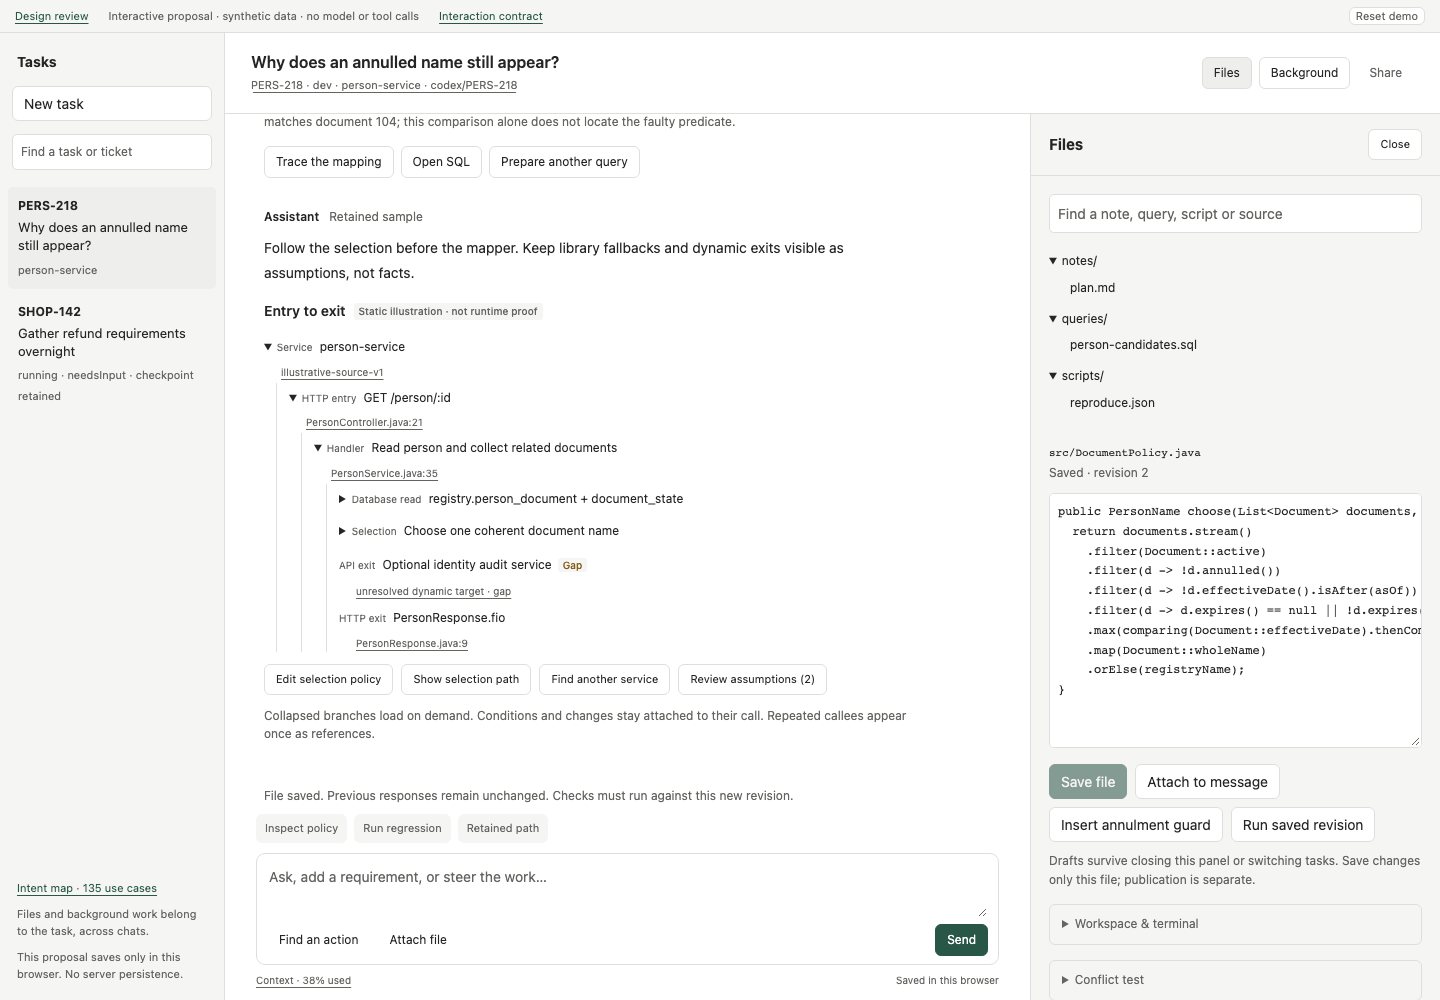 Design review
Interactive proposal · synthetic data · no model or tool calls
Interaction contract
Reset demo
Tasks
New task
Find a task or ticket
PERS-218
Why does an annulled name
still appear?
person-service
SHOP-142
Gather refund requirements
overnight
running · needsInput · checkpoint
retained
Intent map · 135 use cases
Files and background work belong
to the task, across chats.
This proposal saves only in this
browser. No server persistence.
Why does an annulled name still appear?
PERS-218 · dev · person-service · codex/PERS-218
Files
Background
Share
matches document 104; this comparison alone does not locate the faulty predicate.
Trace the mapping
Open SQL
Prepare another query
Assistant Retained sample
Follow the selection before the mapper. Keep library fallbacks and dynamic exits visible as
assumptions, not facts.
Entry to exit Static illustration · not runtime proof
Service person-service
illustrative-source-v1
HTTP entry GET /person/:id
PersonController.java:21
Handler Read person and collect related documents
PersonService.java:35
Database read registry.person_document + document_state
Selection Choose one coherent document name
API exit Optional identity audit service Gap
unresolved dynamic target · gap
HTTP exit PersonResponse.fio
PersonResponse.java:9
Edit selection policy
Show selection path
Find another service
Review assumptions (2)
Collapsed branches load on demand. Conditions and changes stay attached to their call. Repeated callees appear
once as references.
File saved. Previous responses remain unchanged. Checks must run against this new revision.
Inspect policy
Run regression
Retained path
Ask, add a requirement, or steer the work...
Find an action
Attach file
Send
Context · 38% used
Saved in this browser
Files
Close
Find a note, query, script or source
notes/
plan.md
queries/
person-candidates.sql
scripts/
reproduce.json
src/DocumentPolicy.java
Saved · revision 2
public PersonName choose(List<Document> documents,
return documents.stream()
.filter(Document::active)
.filter(d -> !d.annulled())
.filter(d -> !d.effectiveDate().isAfter(asOf))
.filter(d -> d.expires() == null || !d.expires(
.max(comparing(Document::effectiveDate).thenCom
.map(Document::wholeName)
.orElse(registryName);
}
Save file
Attach to message
Insert annulment guard
Run saved revision
Drafts survive closing this panel or switching tasks. Save changes
only this file; publication is separate.
Workspace & terminal
Conflict test